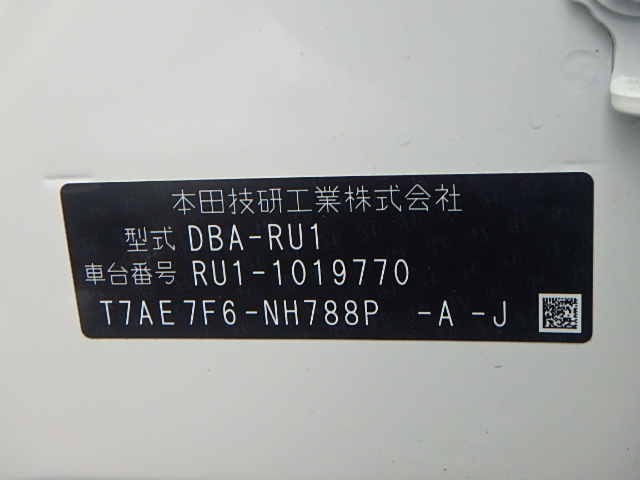 本田技研工業株式会社
型式 DBA-RU1
車台番号 RU1-1019770
T7AE7F6-NH788P -A -J